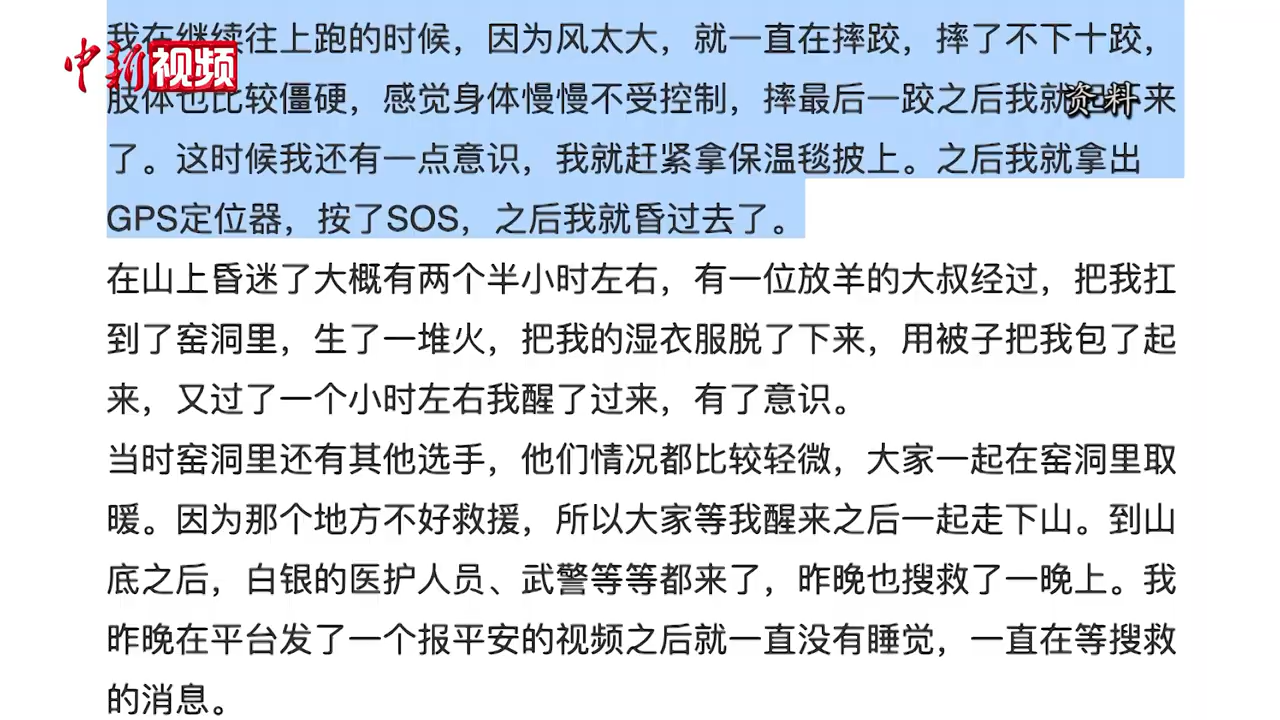 我在继续往上跑的时候，因为风太大，就一直在摔跤，摔了不下十跤，
中新视频
肢体也比较僵硬，感觉身体慢慢不受控制，摔最后一跤之后我就起不来
资料
了。这时候我还有一点意识，我就赶紧拿保温毯披上。之后我就拿出
GPS定位器，按了SOS，之后我就昏过去了。
在山上昏迷了大概有两个半小时左右，有一位放羊的大叔经过，把我扛
到了窑洞里，生了一堆火，把我的湿衣服脱了下来，用被子把我包了起
来，又过了一个小时左右我醒了过来，有了意识。
当时窑洞里还有其他选手，他们情况都比较轻微，大家一起在窑洞里取
暖。因为那个地方不好救援，所以大家等我醒来之后一起走下山。到山
底之后，白银的医护人员、武警等等都来了，昨晚也搜救了一晚上。我
昨晚在平台发了一个报平安的视频之后就一直没有睡觉，一直在等搜救
的消息。